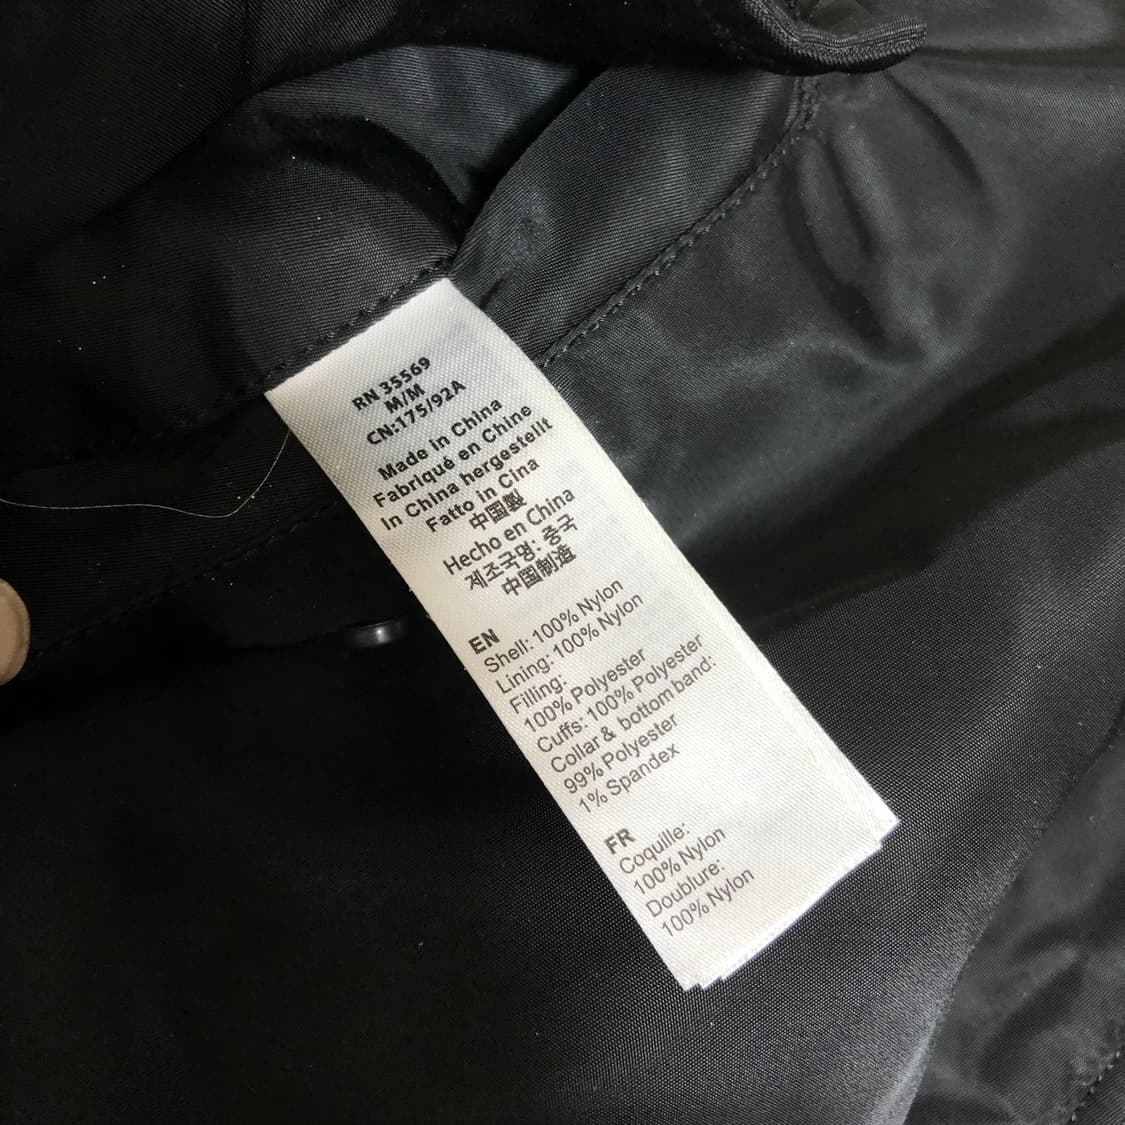 RN 35569
M/M
CN:175/92A
Made in China
Fabriqué en Chine
In China hergestellt
Fatto in Cina
中国製
Hecho en China
제조국명: 중국
中国制造
EN
Shell: 100% Nylon
Lining: 100% Nylon
Filling:
100% Polyester
Cuffs: 100% Polyester
Collar & bottom band:
99% Polyester
1% Spandex
FR
Coquille:
100% Nylon
Doublure:
100% Nylon